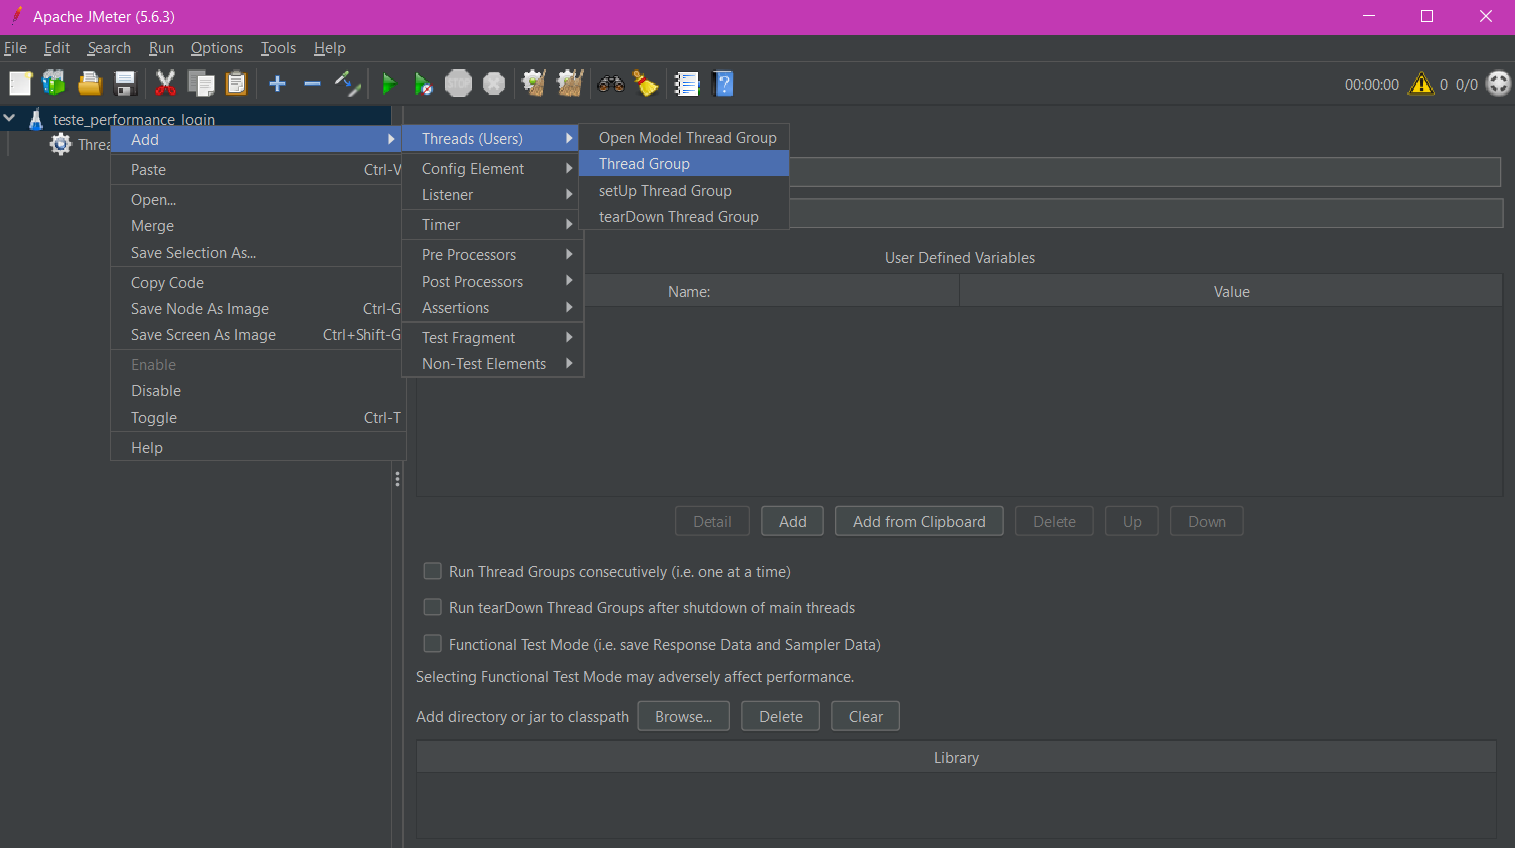 Apache JMeter (5.6.3)
File Edit Search Run Options Tools Help
STOP
00:00:00 0 0/0
teste_performance_login
Add
Paste Ctrl-V
Open...
Merge
Save Selection As...
Copy Code
Save Node As Image Ctrl-G
Save Screen As Image Ctrl+Shift-G
Enable
Disable
Toggle Ctrl-T
Help
Threads (Users)
Config Element
Listener
Timer
Pre Processors
Post Processors
Assertions
Test Fragment
Non-Test Elements
Open Model Thread Group
Thread Group
setUp Thread Group
tearDown Thread Group
User Defined Variables
Name: Value
Detail Add Add from Clipboard Delete Up Down
Run Thread Groups consecutively (i.e. one at a time)
Run tearDown Thread Groups after shutdown of main threads
Functional Test Mode (i.e. save Response Data and Sampler Data)
Selecting Functional Test Mode may adversely affect performance.
Add directory or jar to classpath Browse... Delete Clear
Library